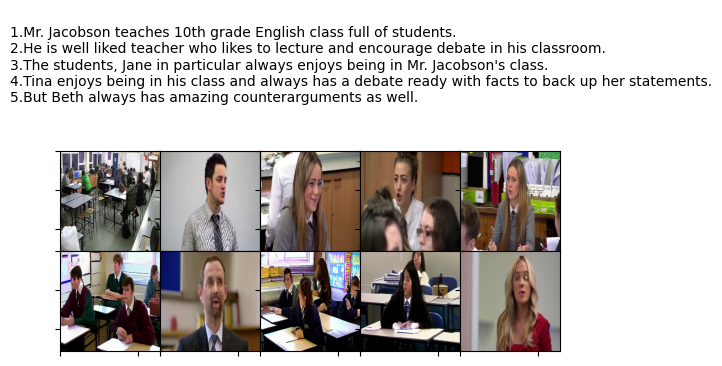 1.Mr. Jacobson teaches 10th grade English class full of students.
2.He is well liked teacher who likes to lecture and encourage debate in his classroom.
3.The students, Jane in particular always enjoys being in Mr. Jacobson's class.
4.Tina enjoys being in his class and always has a debate ready with facts to back up her statements.
5.But Beth always has amazing counterarguments as well.